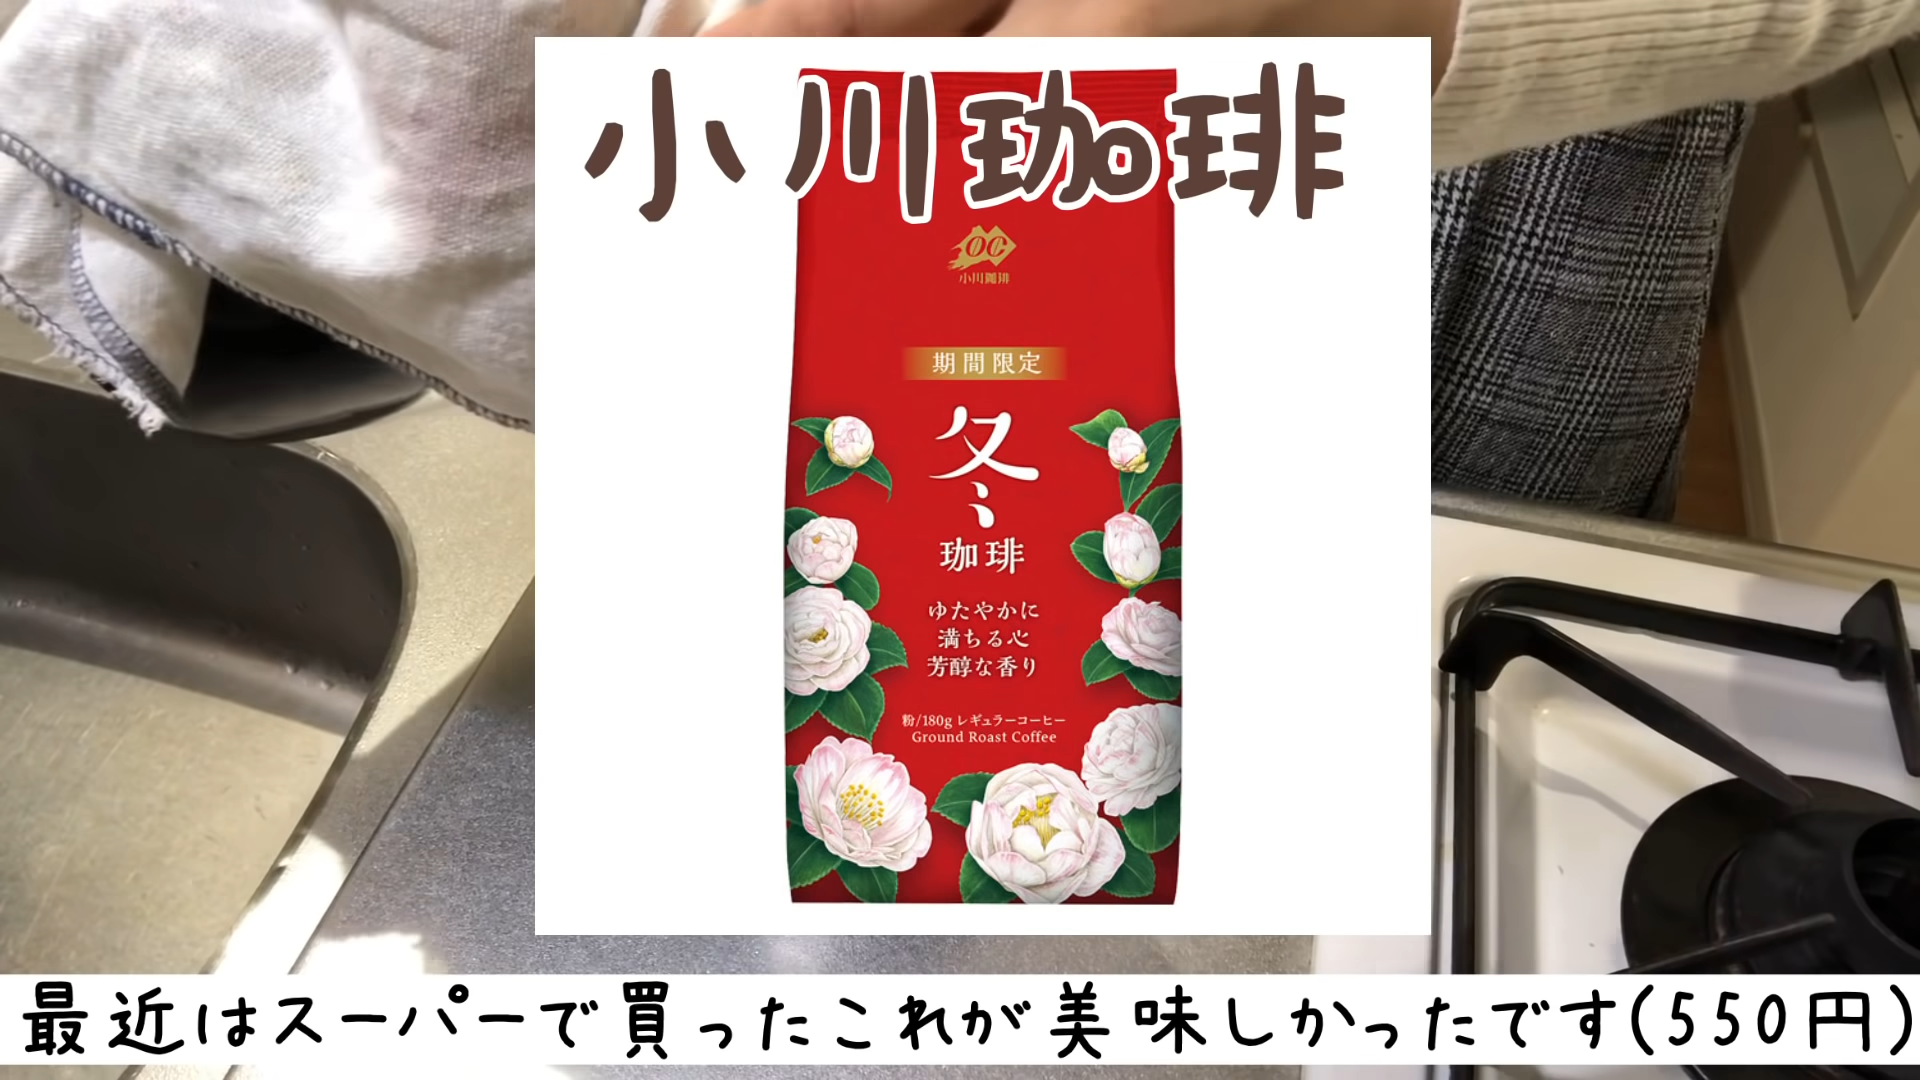 小川珈琲
OC
小川珈琲
期間限定
冬
珈琲
ゆたやかに
満ちる心
芳醇な香り
粉/180g レギュラーコーヒー
Ground Roast Coffee
最近はスーパーで買ったこれが美味しかったです(550円)